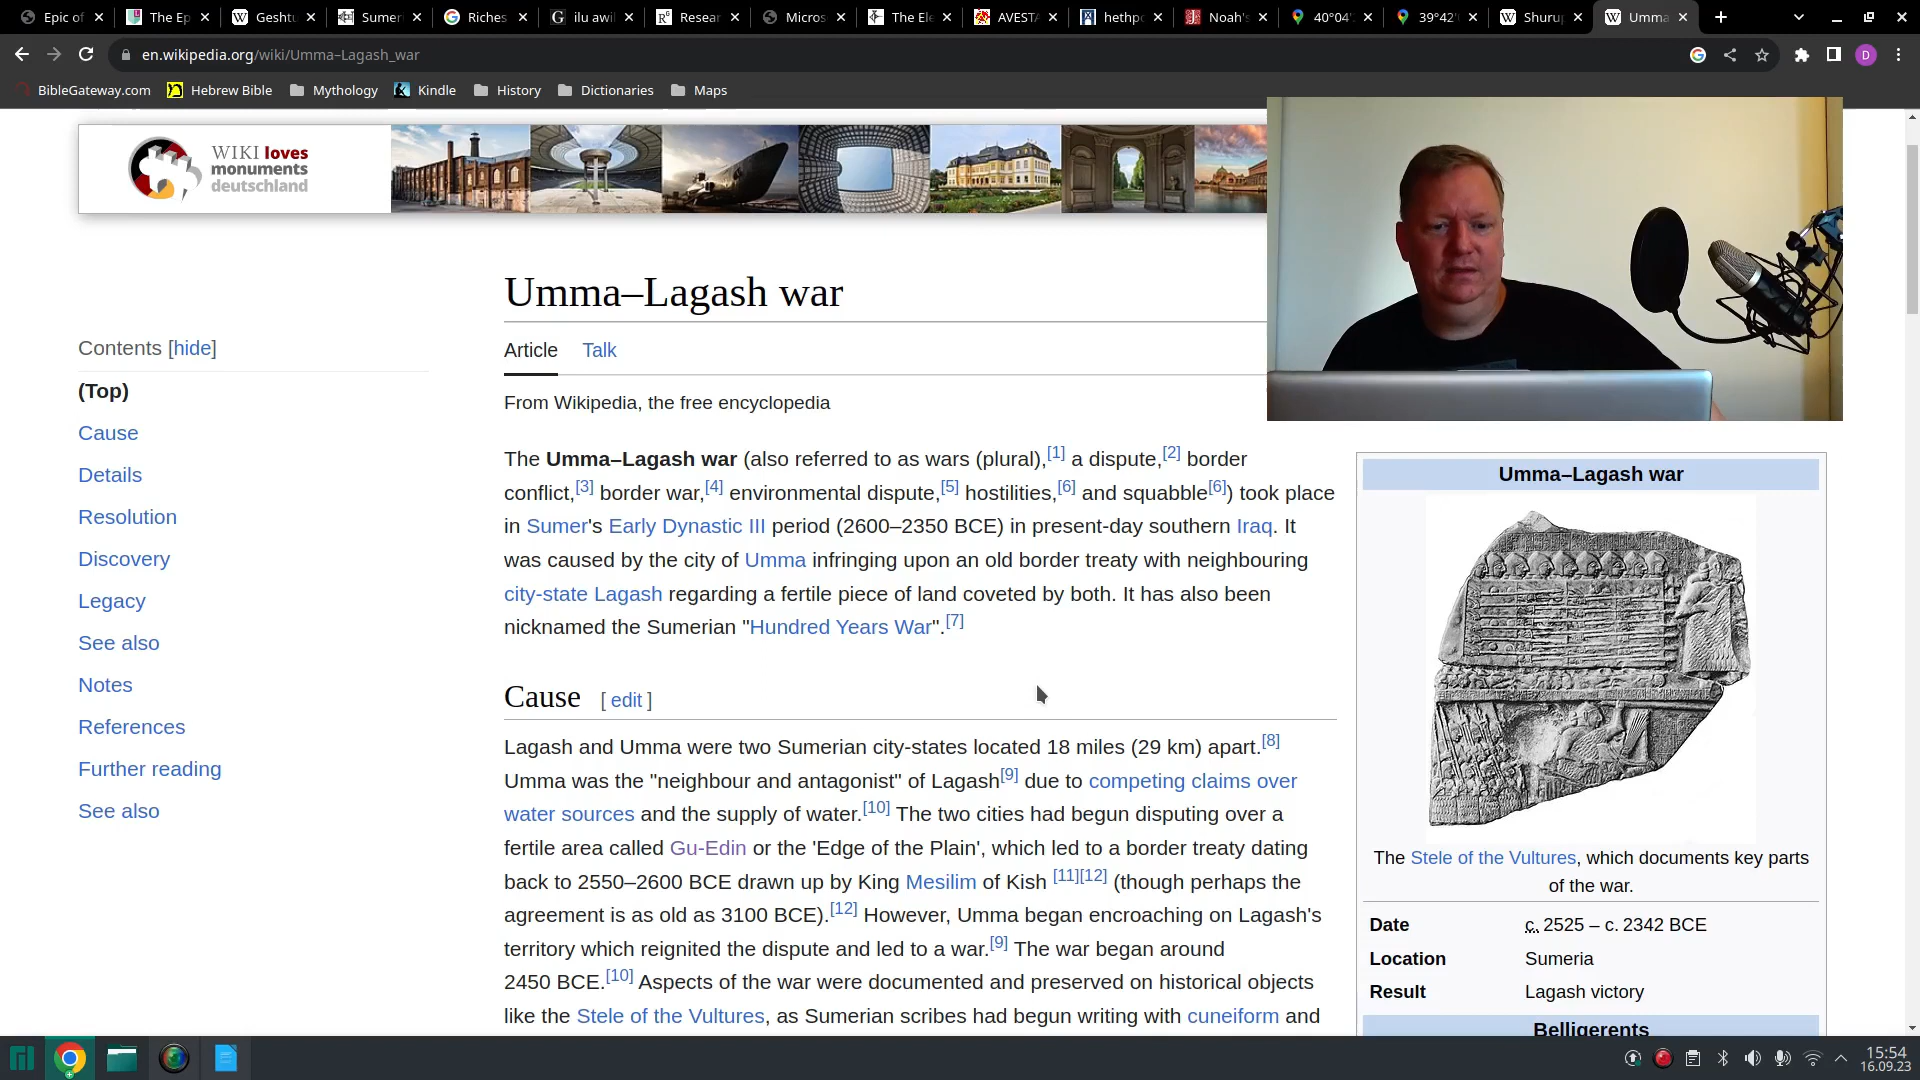 Epic of
The Ep
Geshtu
Sumeri
Riches
ilu awil
Resear
Micros
The Ele
AVESTA
hethpo
Noah's
40°04'
39°42'
Shurup
Umma
en.wikipedia.org/wiki/Umma–Lagash_war
D
BibleGateway.com
Hebrew Bible
Mythology
Kindle
History
Dictionaries
Maps
WIKI loves
monuments
deutschland
Umma–Lagash war
Contents [hide]
(Top)
Cause
Details
Resolution
Discovery
Legacy
See also
Notes
References
Further reading
See also
Article Talk
From Wikipedia, the free encyclopedia
The Umma–Lagash war (also referred to as wars (plural),[1] a dispute,[2] border
conflict,[3] border war,[4] environmental dispute,[5] hostilities,[6] and squabble[6]) took place
in Sumer's Early Dynastic III period (2600–2350 BCE) in present-day southern Iraq. It
was caused by the city of Umma infringing upon an old border treaty with neighbouring
city-state Lagash regarding a fertile piece of land coveted by both. It has also been
nicknamed the Sumerian "Hundred Years War".[7]
Cause [ edit ]
Lagash and Umma were two Sumerian city-states located 18 miles (29 km) apart.[8]
Umma was the "neighbour and antagonist" of Lagash[9] due to competing claims over
water sources and the supply of water.[10] The two cities had begun disputing over a
fertile area called Gu-Edin or the 'Edge of the Plain', which led to a border treaty dating
back to 2550–2600 BCE drawn up by King Mesilim of Kish [11][12] (though perhaps the
agreement is as old as 3100 BCE).[12] However, Umma began encroaching on Lagash's
territory which reignited the dispute and led to a war.[9] The war began around
2450 BCE.[10] Aspects of the war were documented and preserved on historical objects
like the Stele of the Vultures, as Sumerian scribes had begun writing with cuneiform and
Umma–Lagash war
The Stele of the Vultures, which documents key parts
of the war.
Date c. 2525 – c. 2342 BCE
Location Sumeria
Result Lagash victory
Belligerents
15:54
16.09.23